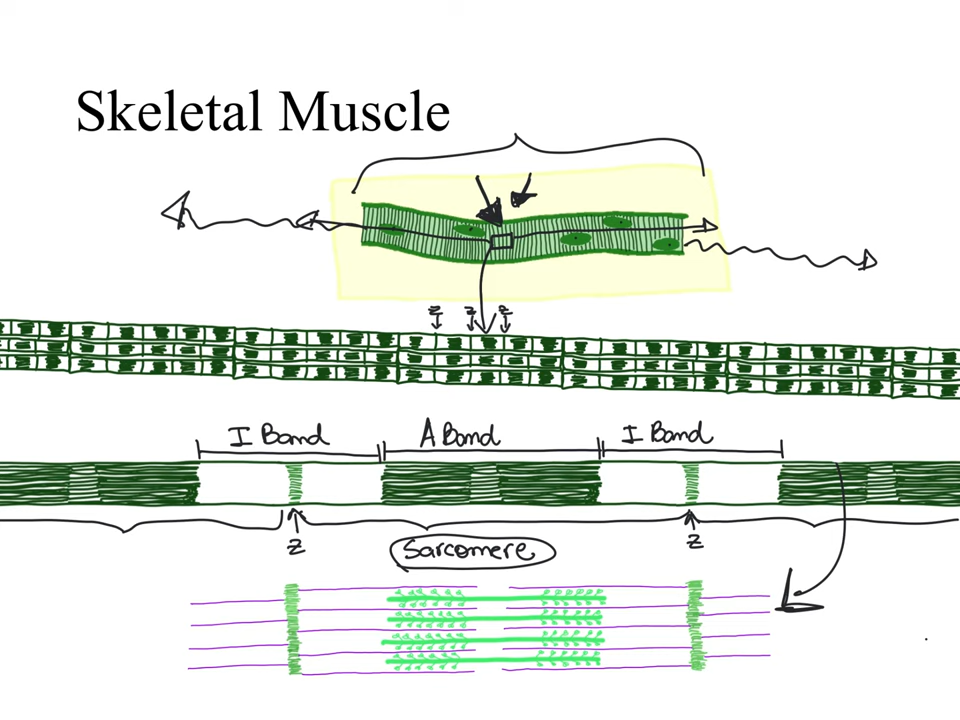 Skeletal Muscle
Z Z Z
I Band A Band I Band
Z Z
Sarcomere